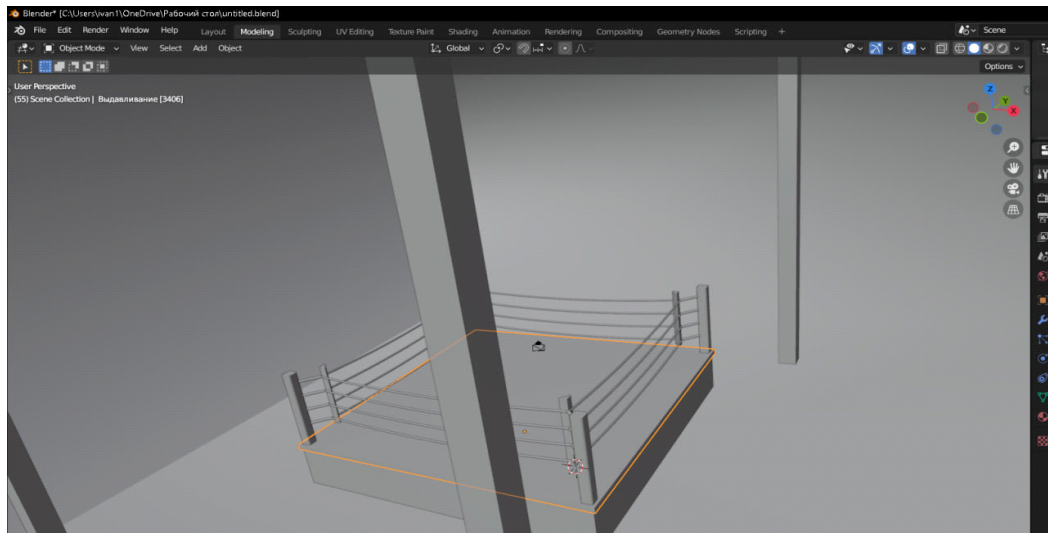 Blender* [C:\Users\ivan1\OneDrive\Рабочий стол\untitled.blend]
File Edit Render Window Help Layout Modeling Sculpting UV Editing Texture Paint Shading Animation Rendering Compositing Geometry Nodes Scripting + Scene
Object Mode View Select Add Object Global
Options
User Perspective
(55) Scene Collection | Выдавливание [3406]
Z
Y
X